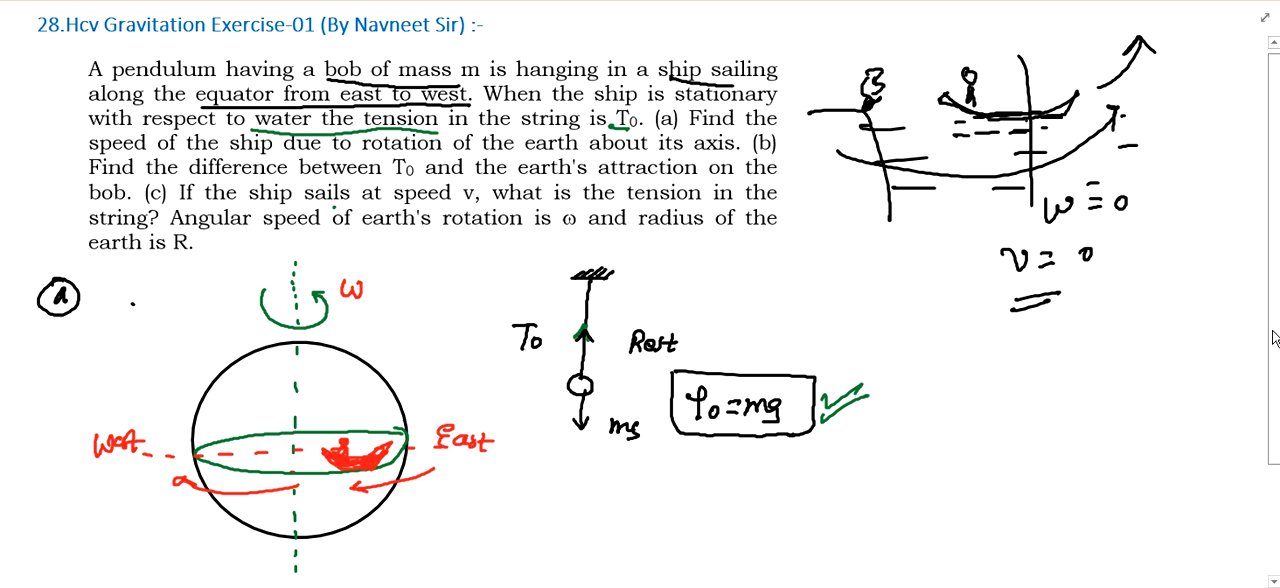 28.Hcv Gravitation Exercise-01 (By Navneet Sir) :-
A pendulum having a bob of mass m is hanging in a ship sailing
along the equator from east to west. When the ship is stationary
with respect to water the tension in the string is T₀. (a) Find the
speed of the ship due to rotation of the earth about its axis. (b)
Find the difference between T₀ and the earth's attraction on the
bob. (c) If the ship sails at speed v, what is the tension in the
string? Angular speed of earth's rotation is ω and radius of the
earth is R.
W = 0
v = 0
a
ω
T₀
Rest
T₀=mg
mg
West
East